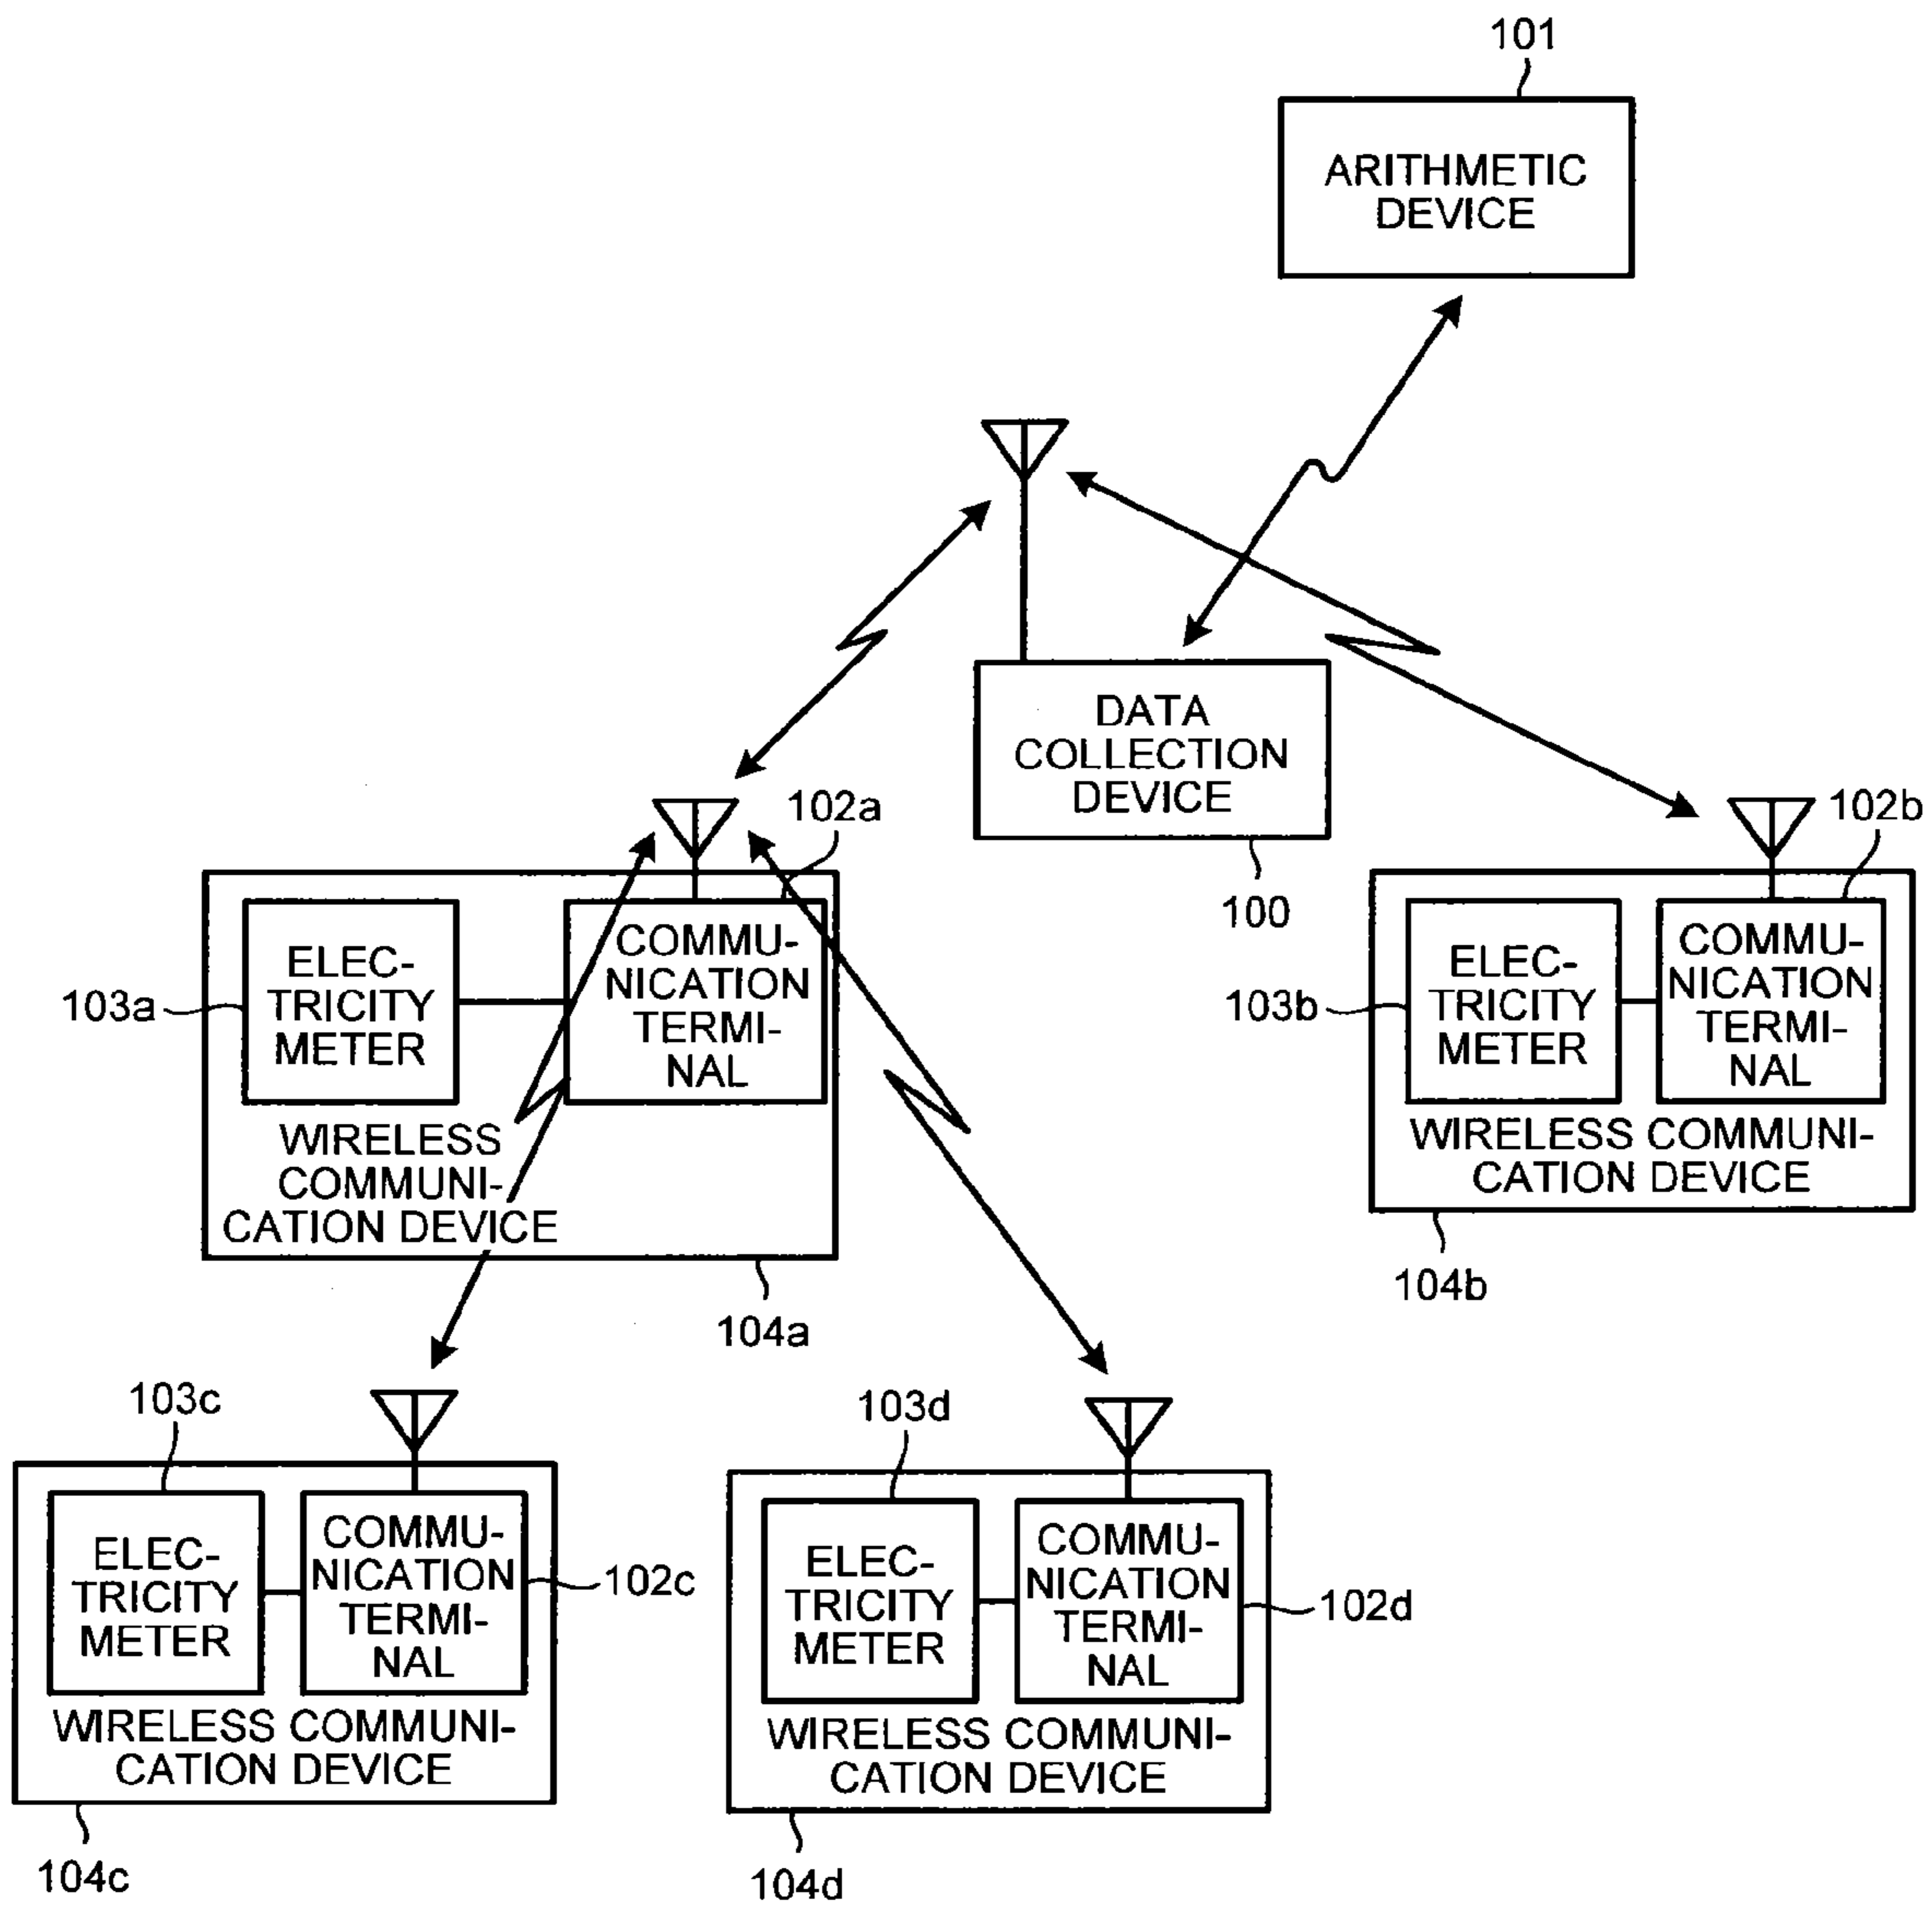 101
ARITHMETIC
DEVICE
DATA
COLLECTION
DEVICE
100
102a
103a
ELEC-
TRICITY
METER
COMMU-
NICATION
TERMI-
NAL
WIRELESS
COMMUNI-
CATION DEVICE
104a
102b
103b
ELEC-
TRICITY
METER
COMMU-
NICATION
TERMI-
NAL
WIRELESS COMMUNI-
CATION DEVICE
104b
103c
ELEC-
TRICITY
METER
COMMU-
NICATION
TERMI-
NAL
102c
WIRELESS COMMUNI-
CATION DEVICE
104c
103d
ELEC-
TRICITY
METER
COMMU-
NICATION
TERMI-
NAL
102d
WIRELESS COMMUNI-
CATION DEVICE
104d